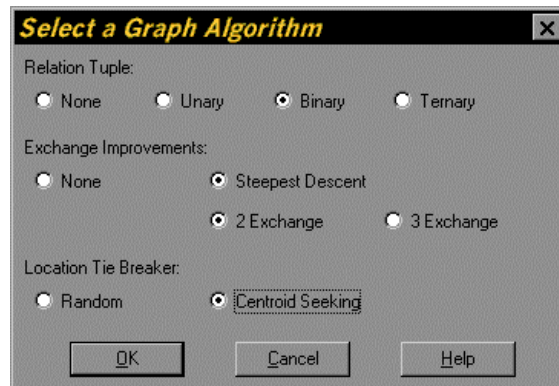 Select a Graph Algorithm
Relation Tuple:
None Unary Binary Ternary
Exchange Improvements:
None Steepest Descent
2 Exchange 3 Exchange
Location Tie Breaker:
Random Centroid Seeking
OK Cancel Help